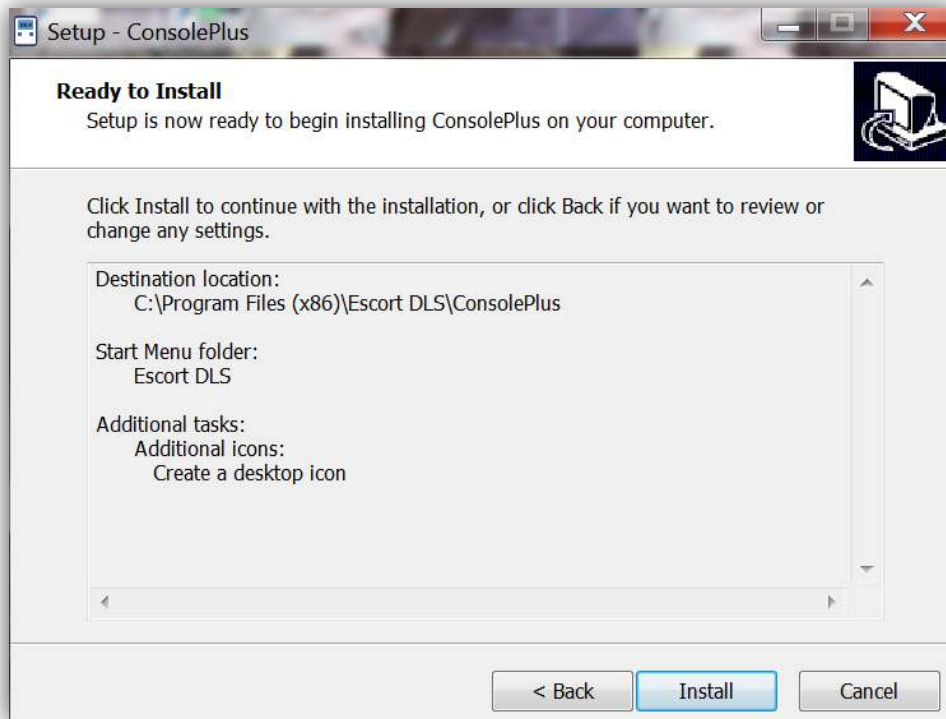 Setup - ConsolePlus
Ready to Install
Setup is now ready to begin installing ConsolePlus on your computer.
Click Install to continue with the installation, or click Back if you want to review or
change any settings.
Destination location:
C:\Program Files (x86)\Escort DLS\ConsolePlus
Start Menu folder:
Escort DLS
Additional tasks:
Additional icons:
Create a desktop icon
< Back
Install
Cancel